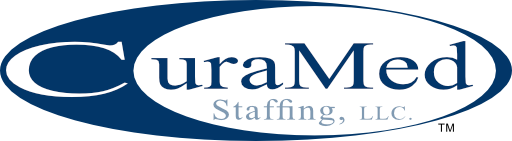 CuraMed
Staffing, LLC.
™